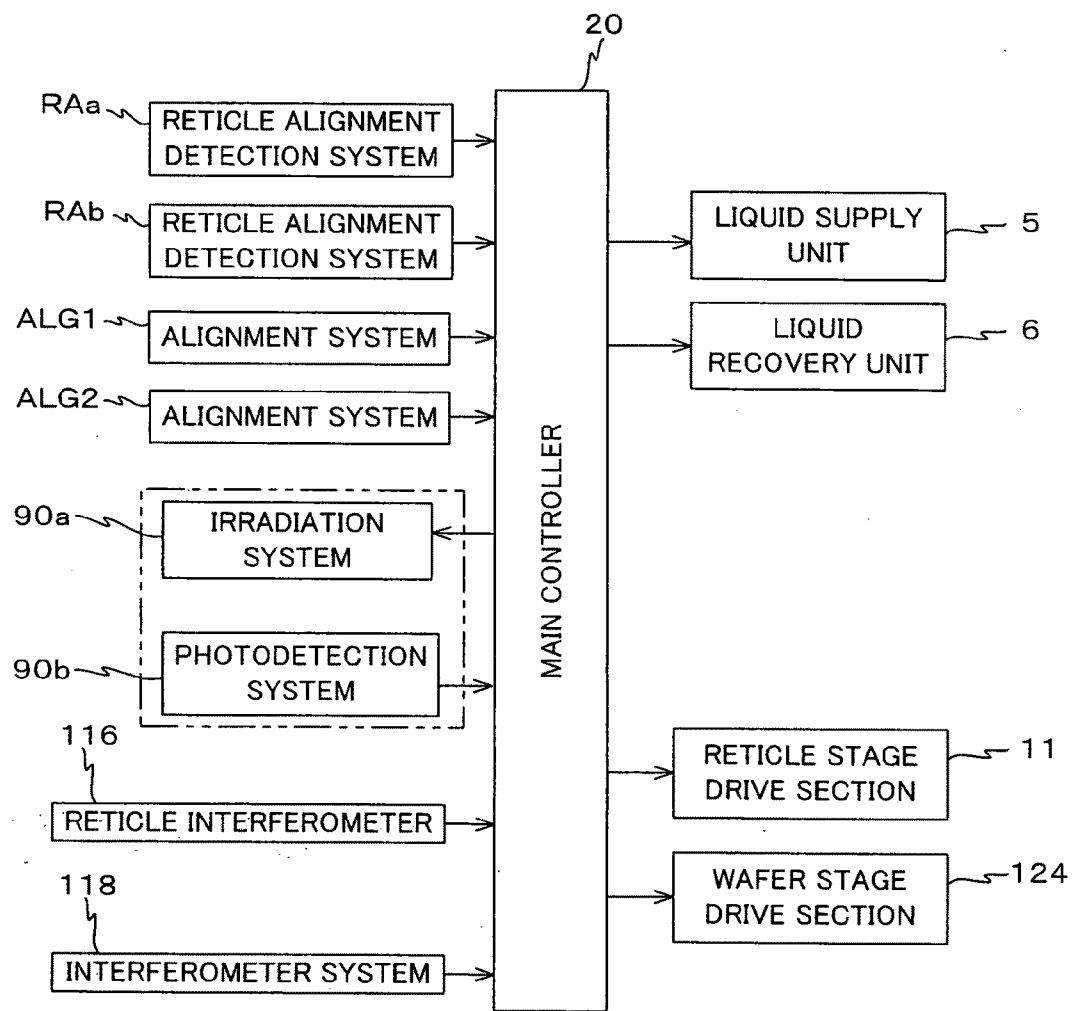 20
RAa
RETICLE ALIGNMENT
DETECTION SYSTEM
RAb
RETICLE ALIGNMENT
DETECTION SYSTEM
ALG1
ALIGNMENT SYSTEM
ALG2
ALIGNMENT SYSTEM
90a
IRRADIATION
SYSTEM
90b
PHOTODETECTION
SYSTEM
116
RETICLE INTERFEROMETER
118
INTERFEROMETER SYSTEM
MAIN CONTROLLER
LIQUID SUPPLY
UNIT
5
LIQUID
RECOVERY UNIT
6
RETICLE STAGE
DRIVE SECTION
11
WAFER STAGE
DRIVE SECTION
124